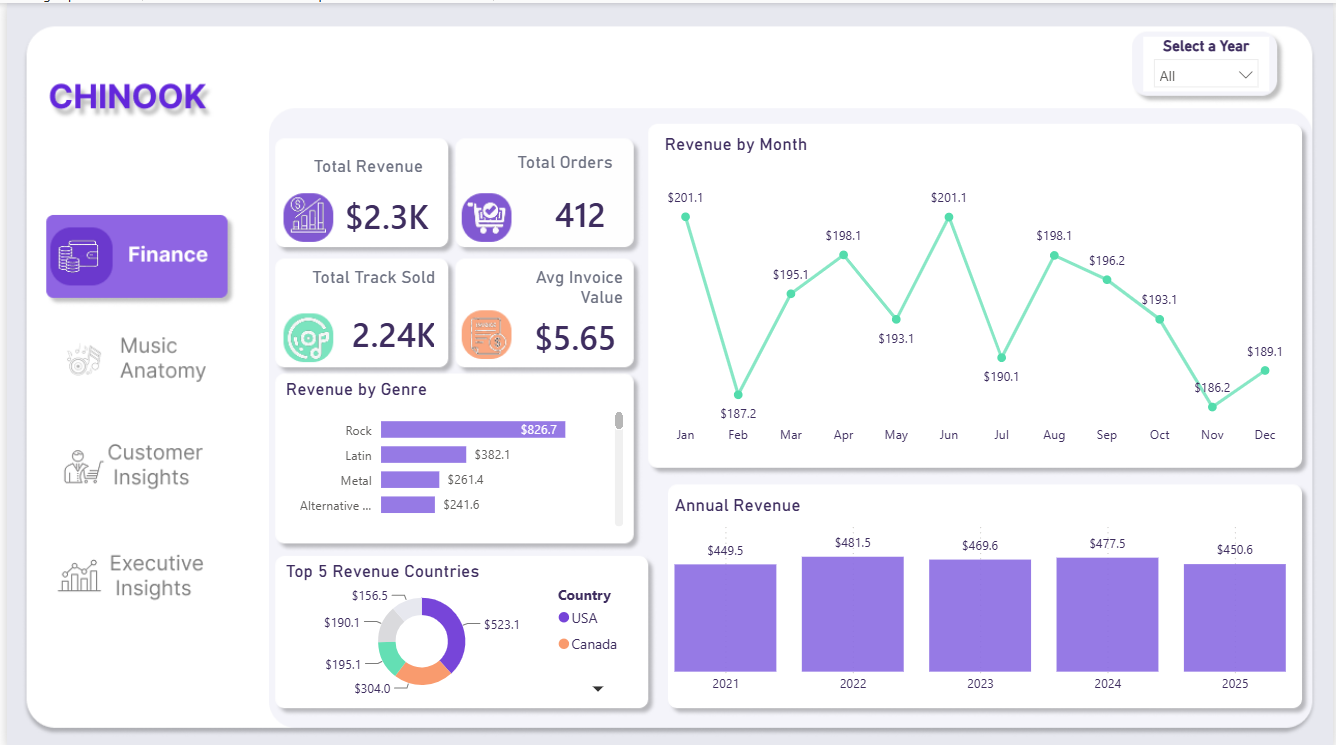 Select a Year
All
CHINOOK
Finance
Music
Anatomy
Customer
Insights
Executive
Insights
Total Revenue
$2.3K
Total Orders
412
Total Track Sold
2.24K
Avg Invoice
Value
$5.65
Revenue by Genre
Rock
$826.7
Latin
$382.1
Metal
$261.4
Alternative ...
$241.6
Top 5 Revenue Countries
$156.5
$190.1
$195.1
$304.0
$523.1
Country
USA
Canada
Revenue by Month
$201.1
$187.2
$195.1
$198.1
$193.1
$201.1
$190.1
$198.1
$196.2
$193.1
$186.2
$189.1
Jan
Feb
Mar
Apr
May
Jun
Jul
Aug
Sep
Oct
Nov
Dec
Annual Revenue
$449.5
$481.5
$469.6
$477.5
$450.6
2021
2022
2023
2024
2025